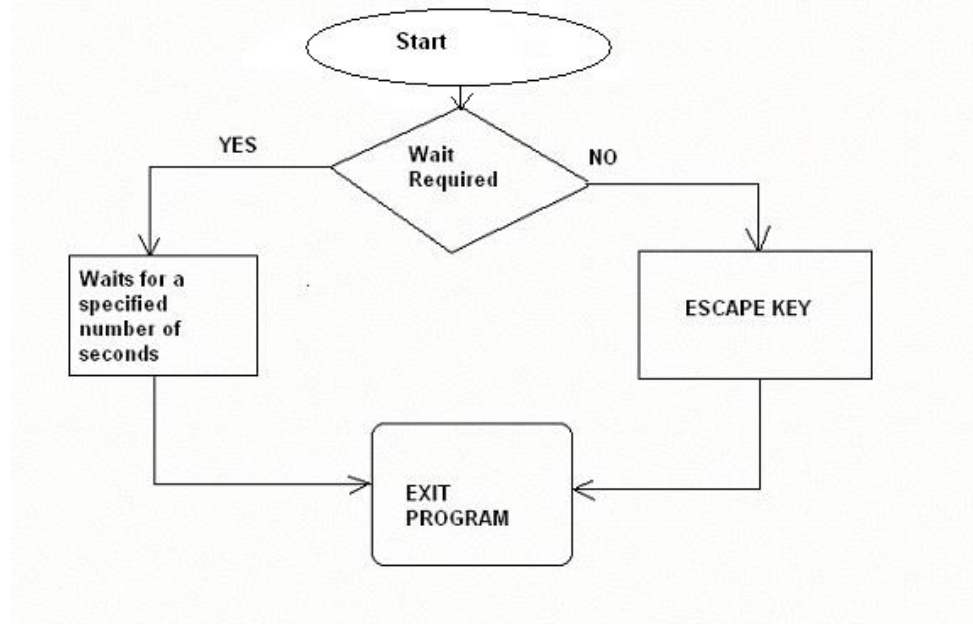 Start
YES
Wait
Required
NO
Waits for a
specified
number of
seconds
ESCAPE KEY
EXIT
PROGRAM